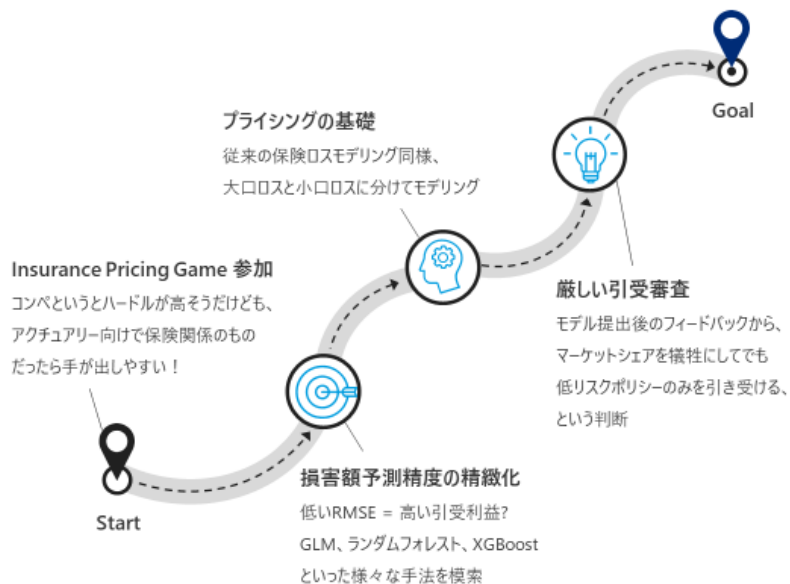 Insurance Pricing Game 参加
コンペというとハードルが高そうだけども、
アクチュアリー向けで保険関係のもの
だったら手が出しやすい！
Start
損害額予測精度の精緻化
低いRMSE = 高い引受利益?
GLM、ランダムフォレスト、XGBoost
といった様々な手法を模索
プライシングの基礎
従来の保険ロスモデリング同様、
大口ロスと小口ロスに分けてモデリング
厳しい引受審査
モデル提出後のフィードバックから、
マーケットシェアを犠牲にしてでも
低リスクポリシーのみを引き受ける、
という判断
Goal